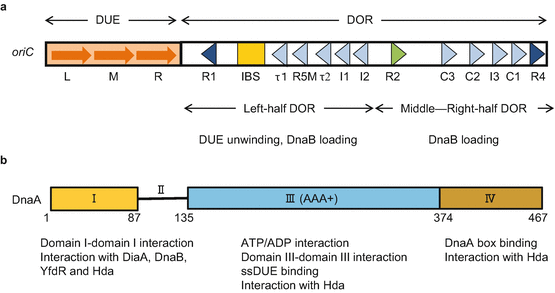 a
DUE DOR
oriC
L M R R1 IBS τ1 R5M τ2 I1 I2 R2 C3 C2 I3 C1 R4
Left-half DOR Middle—Right-half DOR
DUE unwinding, DnaB loading DnaB loading
b
DnaA I II III (AAA+) IV
1 87 135 374 467
Domain I-domain I interaction
Interaction with DiaA, DnaB,
YfdR and Hda
ATP/ADP interaction
Domain III-domain III interaction
ssDUE binding
Interaction with Hda
DnaA box binding
Interaction with Hda